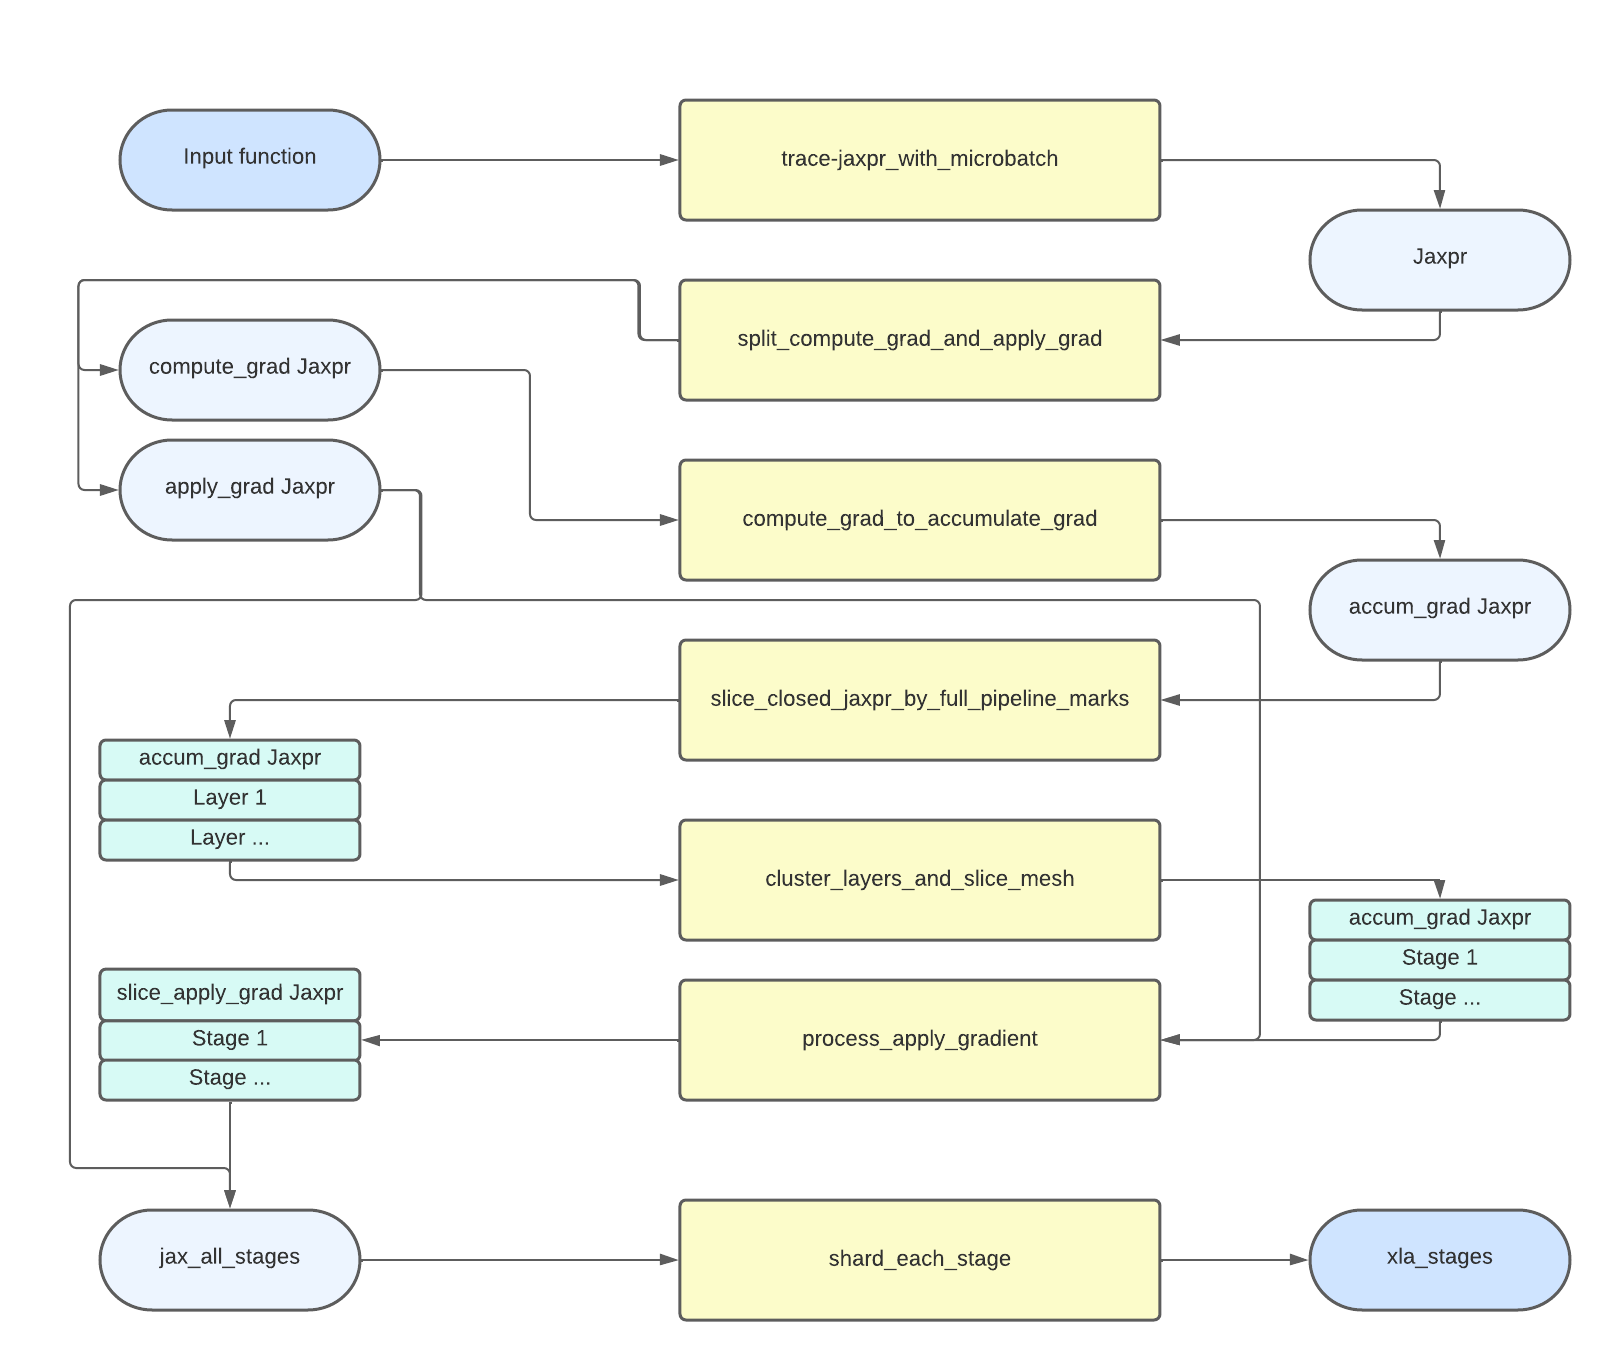 Input function
trace-jaxpr_with_microbatch
Jaxpr
split_compute_grad_and_apply_grad
compute_grad Jaxpr
apply_grad Jaxpr
compute_grad_to_accumulate_grad
accum_grad Jaxpr
slice_closed_jaxpr_by_full_pipeline_marks
accum_grad Jaxpr
Layer 1
Layer ...
cluster_layers_and_slice_mesh
accum_grad Jaxpr
Stage 1
Stage ...
process_apply_gradient
slice_apply_grad Jaxpr
Stage 1
Stage ...
jax_all_stages
shard_each_stage
xla_stages